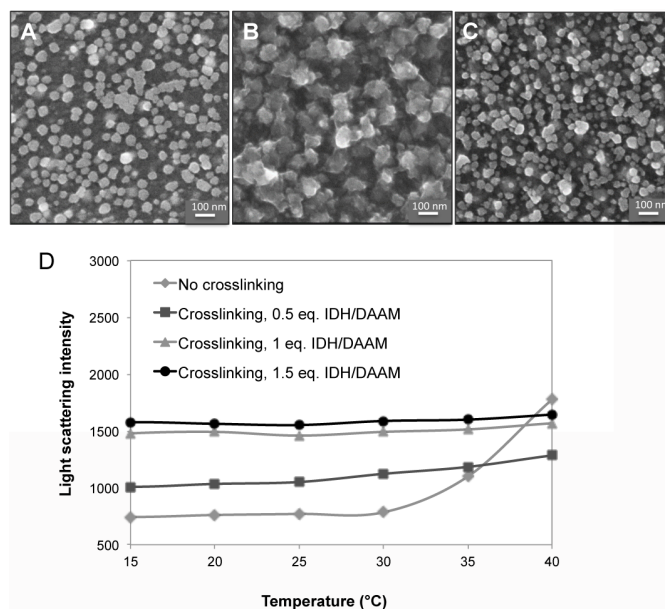 A
B
C
100 nm
100 nm
100 nm
D
3000
2500
2000
1500
1000
500
No crosslinking
Crosslinking, 0.5 eq. IDH/DAAM
Crosslinking, 1 eq. IDH/DAAM
Crosslinking, 1.5 eq. IDH/DAAM
Light scattering intensity
15 20 25 30 35 40
Temperature (°C)